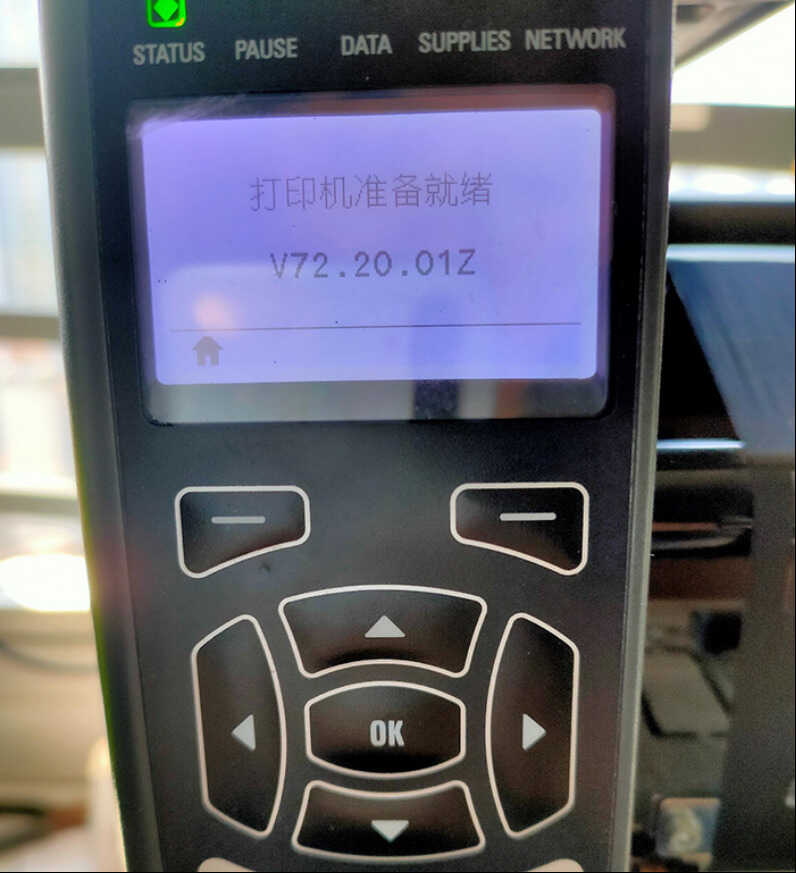 STATUS PAUSE DATA SUPPLIES NETWORK
打印机准备就绪
V72.20.01Z
OK